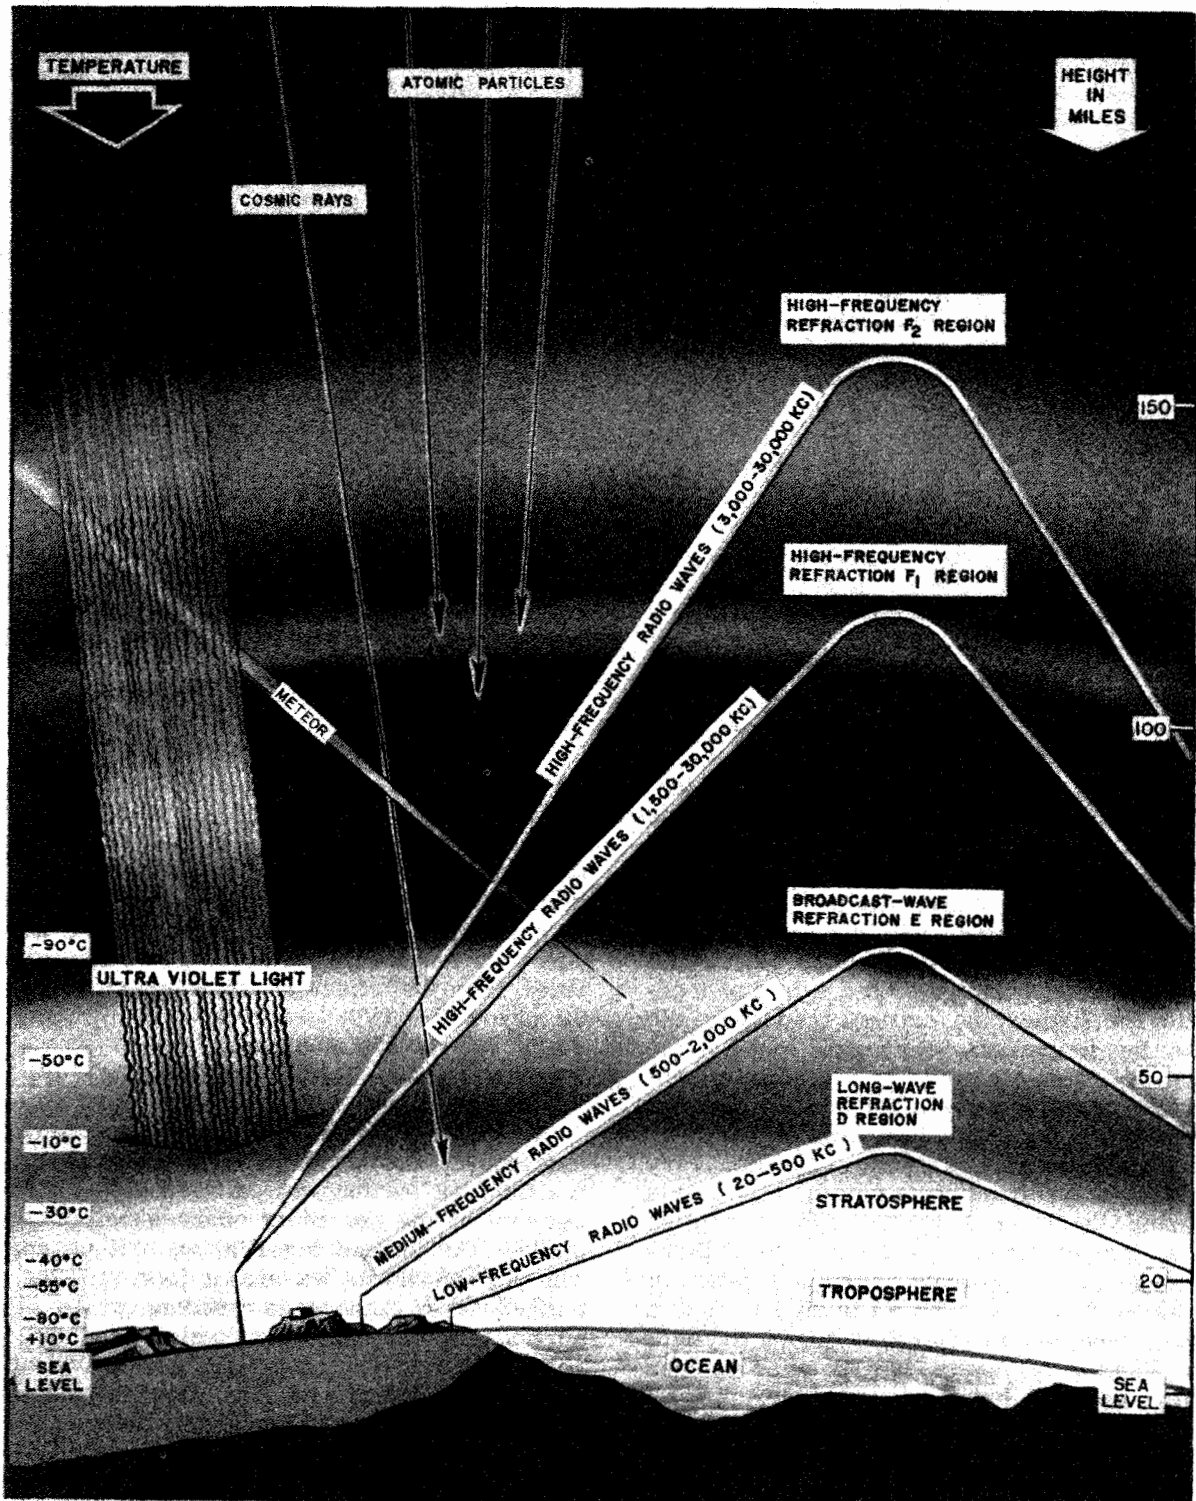 TEMPERATURE
ATOMIC PARTICLES
HEIGHT
IN
MILES
COSMIC RAYS
HIGH-FREQUENCY
REFRACTION F2 REGION
150
HIGH-FREQUENCY RADIO WAVES (3,000-30,000 KC)
HIGH-FREQUENCY
REFRACTION F1 REGION
METEOR
100
HIGH-FREQUENCY RADIO WAVES (1,500-30,000 KC)
BROADCAST-WAVE
REFRACTION E REGION
-90°C
ULTRA VIOLET LIGHT
-50°C
50
MEDIUM-FREQUENCY RADIO WAVES (500-2,000 KC)
LONG-WAVE
REFRACTION
D REGION
-10°C
LOW-FREQUENCY RADIO WAVES (20-500 KC)
STRATOSPHERE
-30°C
-40°C
-55°C
20
TROPOSPHERE
-80°C
+10°C
SEA
LEVEL
OCEAN
SEA
LEVEL